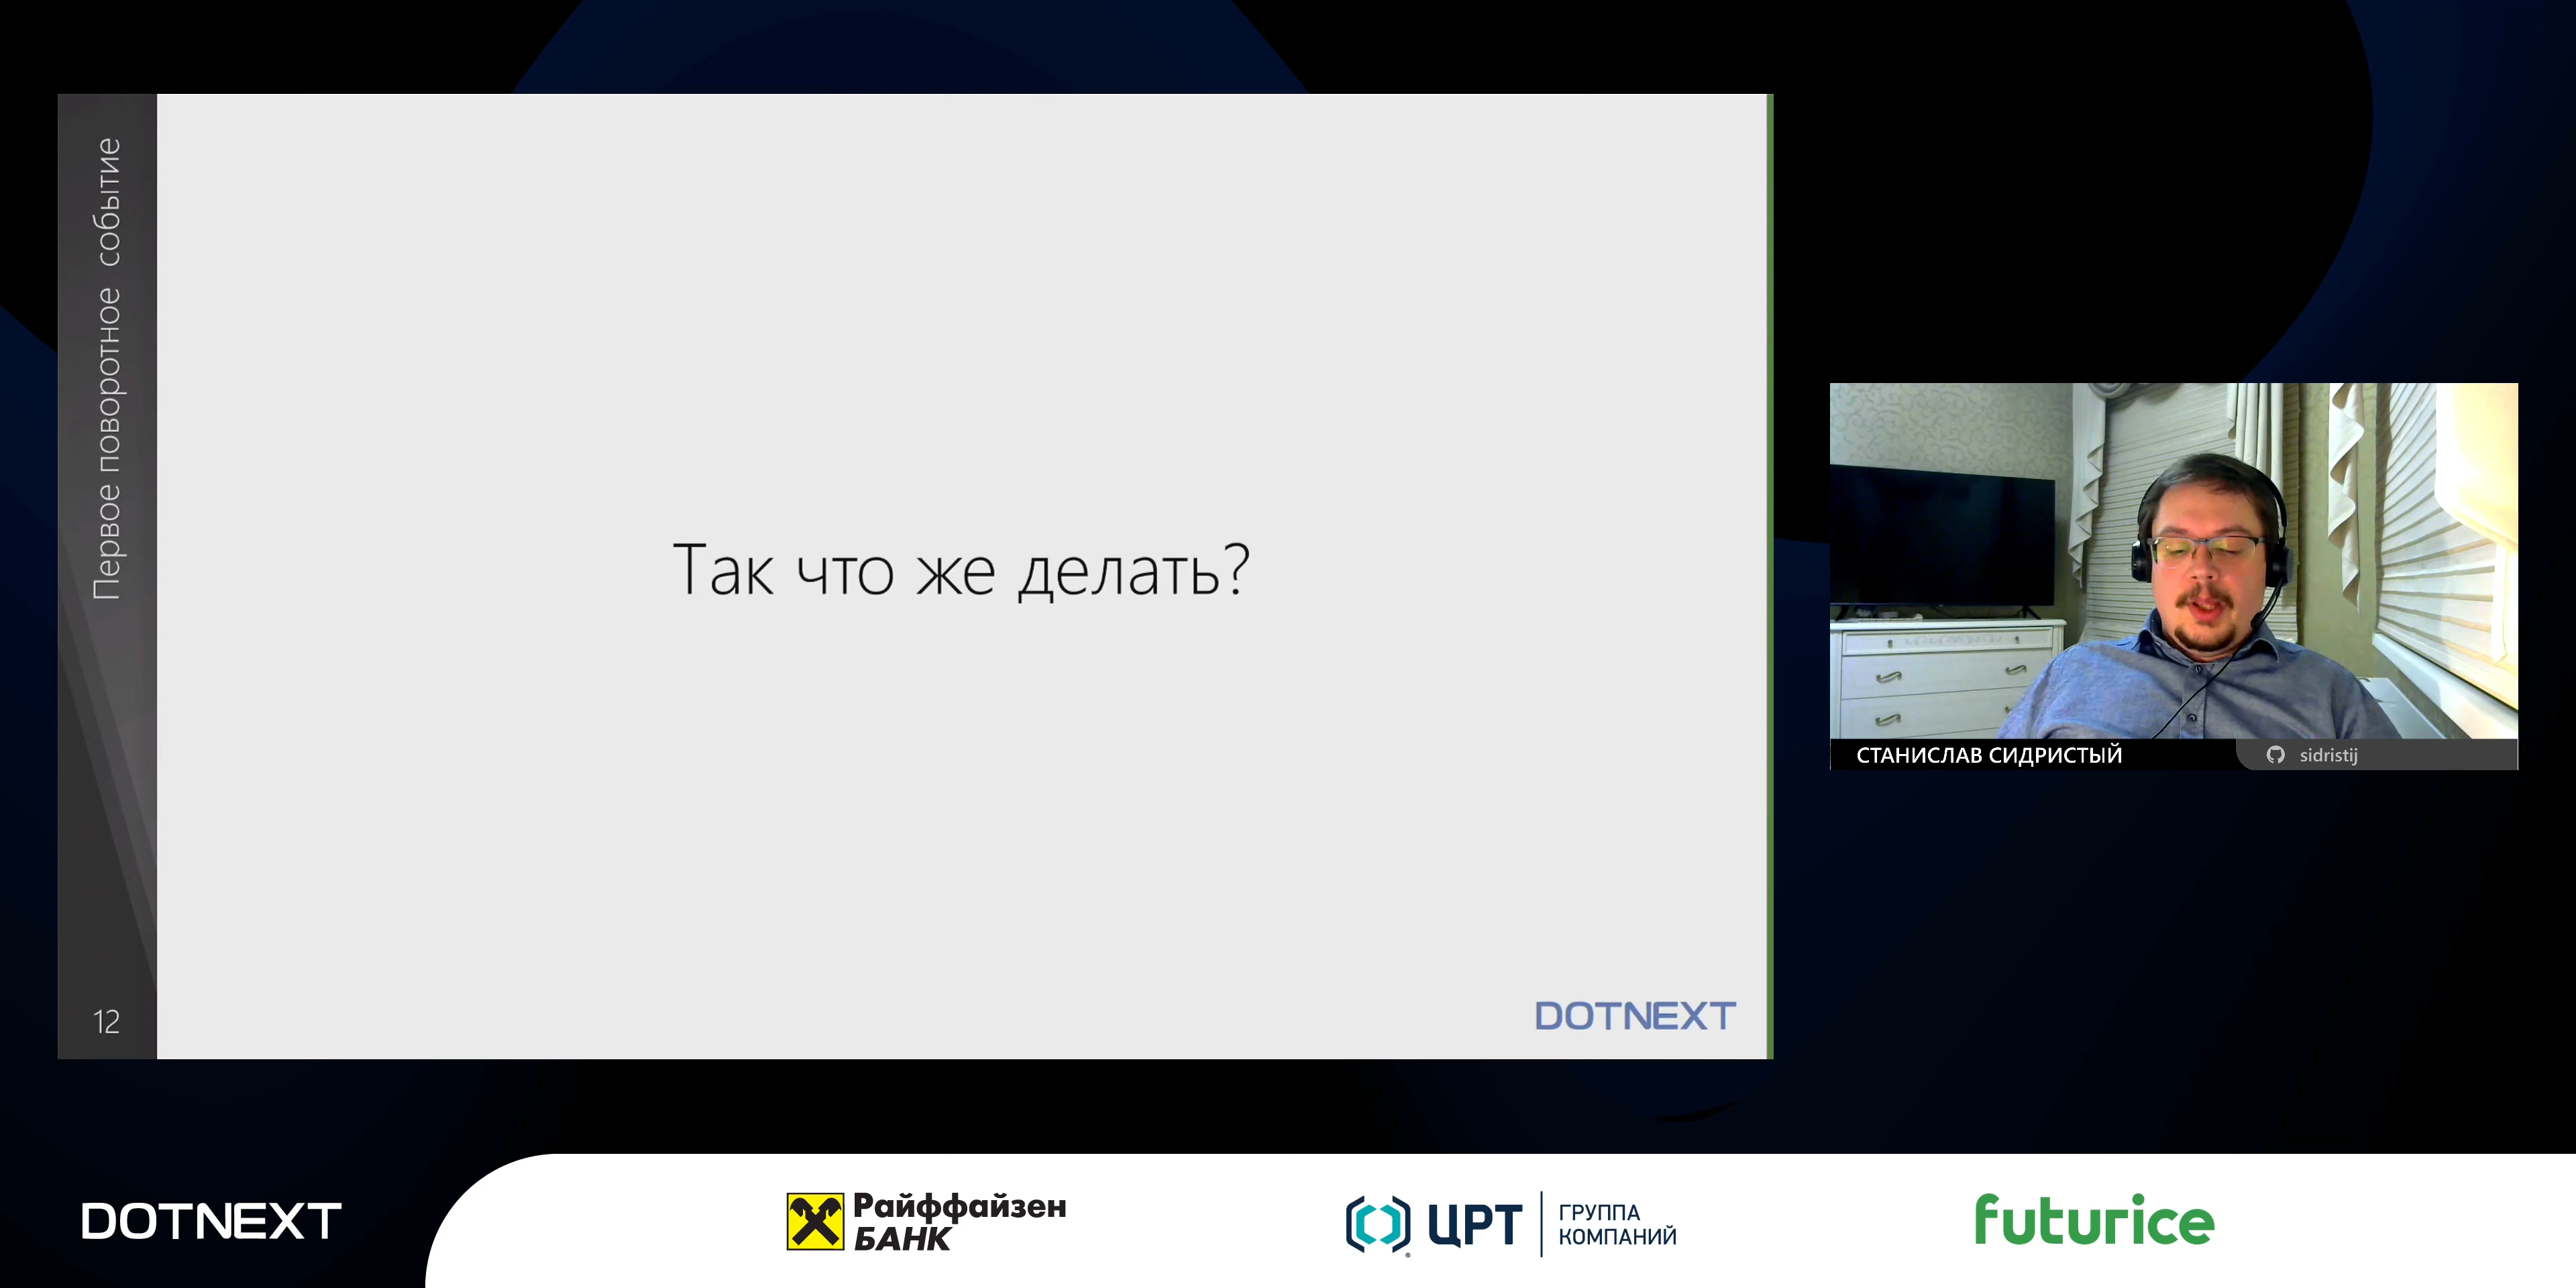 Первое поворотное событие
Так что же делать?
12
DOTNEXT
СТАНИСЛАВ СИДРИСТЫЙ
sidristij
DOTNEXT
Райффайзен
БАНК
ЦРТ
ГРУППА
КОМПАНИЙ
futurice